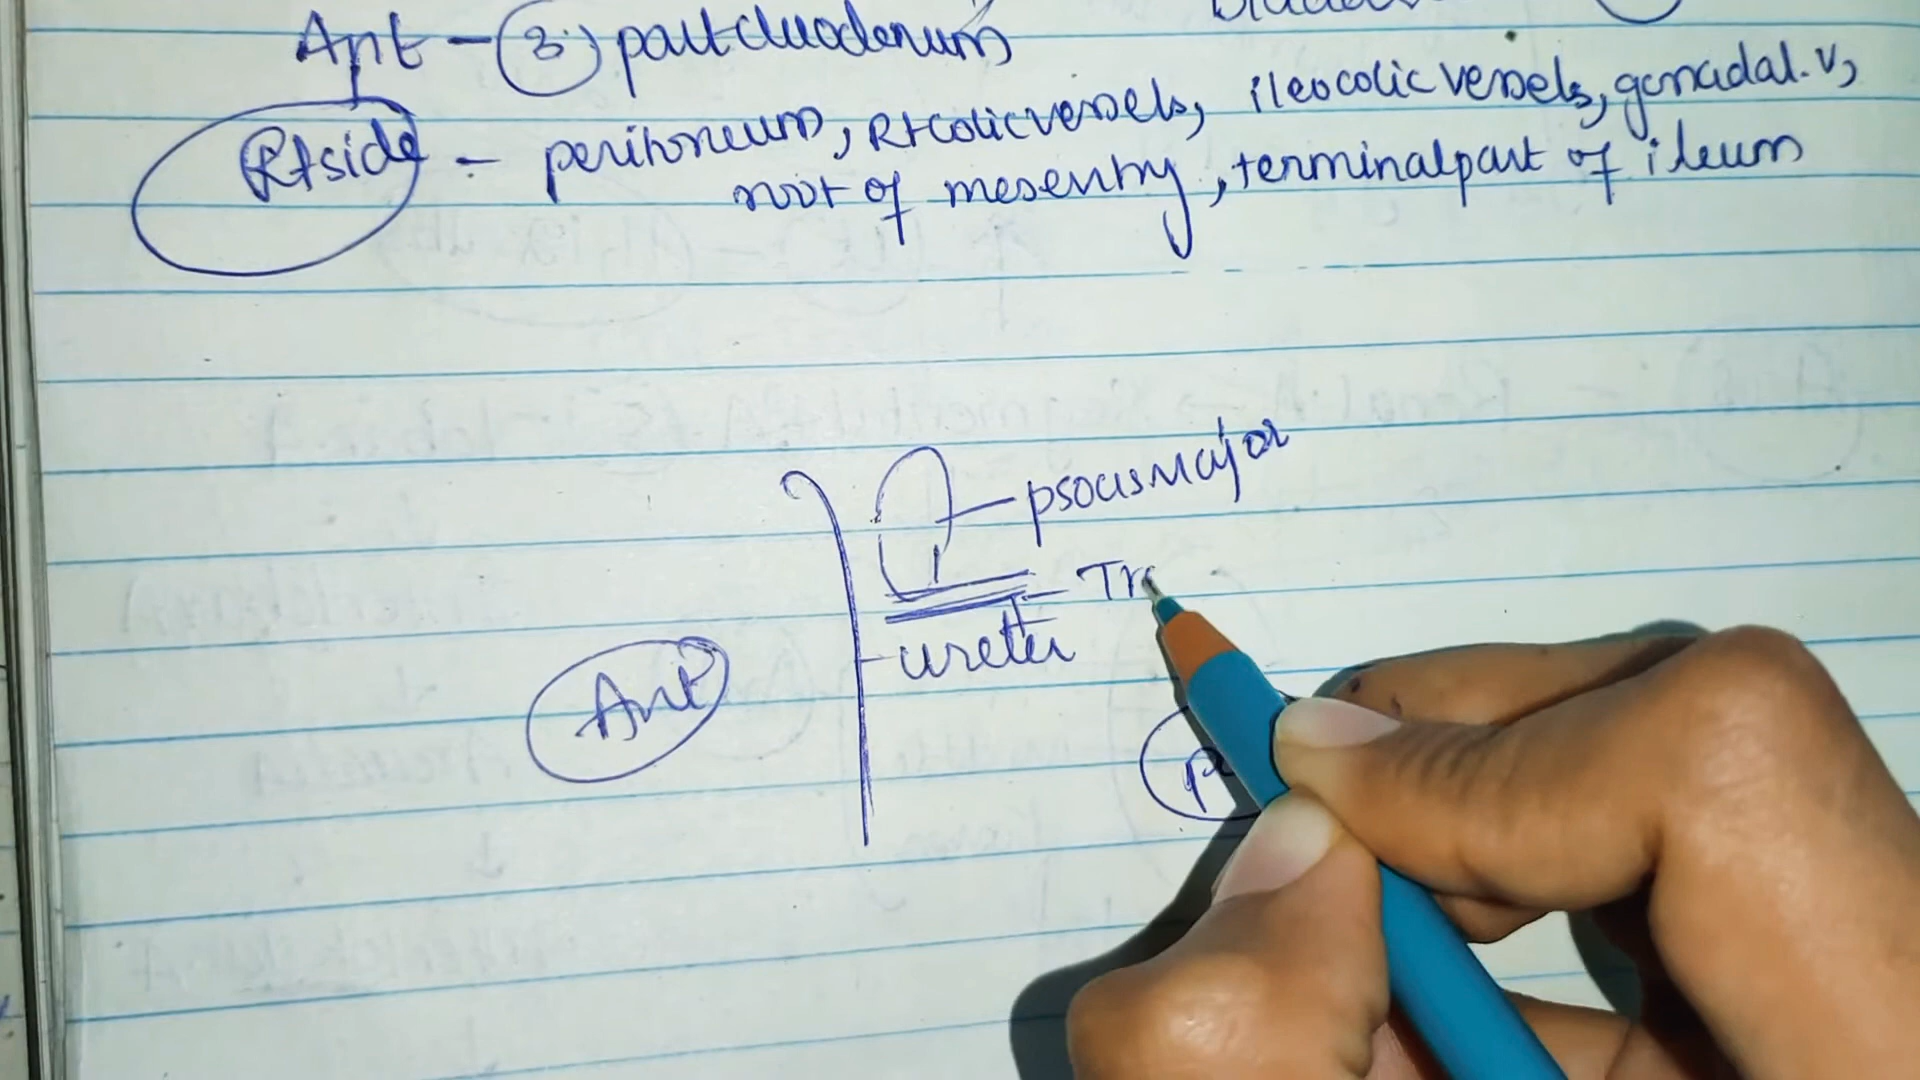 Ant - 3 part duodenum
Rt side - peritoneum, Rt colic vessels, ileocolic vessels, gonadal.v,
root of mesentry, terminal part of ileum
psoas major
Tr
ureter
Ant